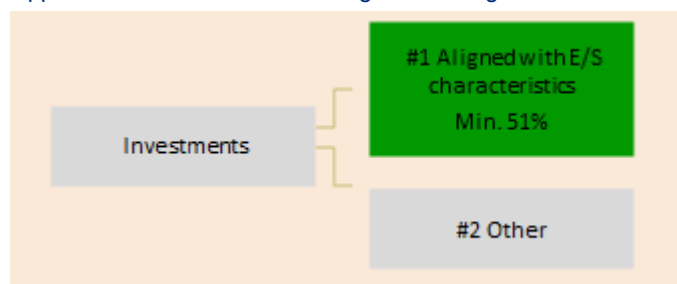 #1 Aligned with E/S
characteristics
Min. 51%
Investments
#2 Other